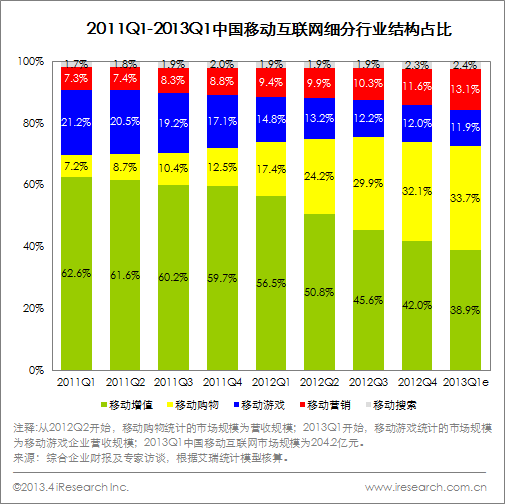 2011Q1-2013Q1中国移动互联网细分行业结构占比
100%
80%
60%
40%
20%
0%
1.7% 1.8% 1.9% 2.0% 1.9% 1.9% 1.9% 2.3% 2.4%
7.3% 7.4% 8.3% 8.8% 9.4% 9.9% 10.3% 11.6% 13.1%
21.2% 20.5% 19.2% 17.1% 14.8% 13.2% 12.2% 12.0% 11.9%
7.2% 8.7% 10.4% 12.5% 17.4% 24.2% 29.9% 32.1% 33.7%
62.6% 61.6% 60.2% 59.7% 56.5% 50.8% 45.6% 42.0% 38.9%
2011Q1 2011Q2 2011Q3 2011Q4 2012Q1 2012Q2 2012Q3 2012Q4 2013Q1e
移动增值 移动购物 移动游戏 移动营销 移动搜索
注释:从2012Q2开始，移动购物统计的市场规模为营收规模；2013Q1开始，移动游戏统计的市场规模
为移动游戏企业营收规模；2013Q1中国移动互联网市场规模为204.2亿元。
来源：综合企业财报及专家访谈，根据艾瑞统计模型核算。
©2013.4 iResearch Inc. www.iresearch.com.cn